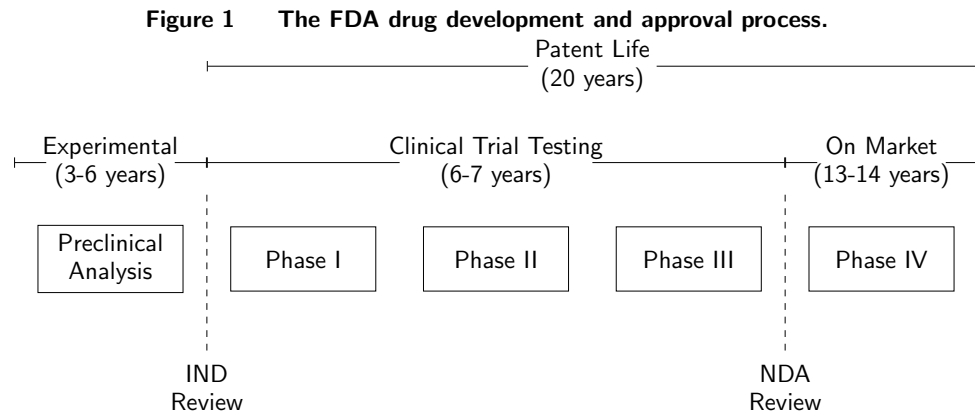 Figure 1 The FDA drug development and approval process.
Patent Life
(20 years)
Experimental
(3-6 years)
Clinical Trial Testing
(6-7 years)
On Market
(13-14 years)
Preclinical
Analysis
Phase I
Phase II
Phase III
Phase IV
IND
Review
NDA
Review